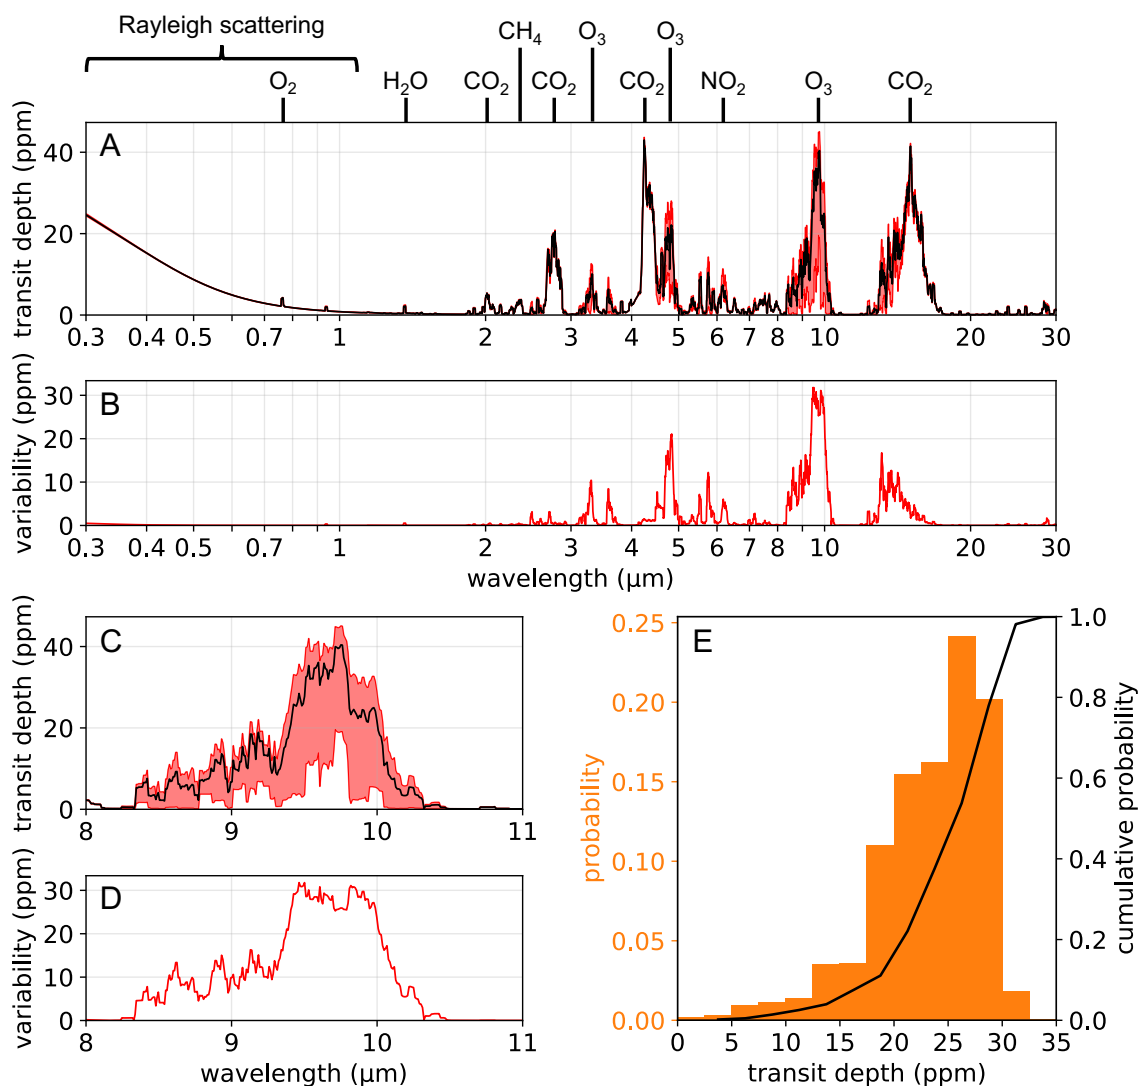 Rayleigh scattering
CH₄ O₃ O₃
O₂ H₂O CO₂ CO₂ CO₂ NO₂ O₃ CO₂
A
transit depth (ppm)
40
20
0
0.3 0.4 0.5 0.7 1 2 3 4 5 6 7 8 10 20 30
B
variability (ppm)
30
20
10
0
0.3 0.4 0.5 0.7 1 2 3 4 5 6 7 8 10 20 30
wavelength (μm)
C
transit depth (ppm)
40
20
0
8 9 10 11
D
variability (ppm)
30
20
10
0
8 9 10 11
wavelength (μm)
E
probability
0.25
0.20
0.15
0.10
0.05
0.00
cumulative probability
1.0
0.8
0.6
0.4
0.2
0.0
0 5 10 15 20 25 30 35
transit depth (ppm)